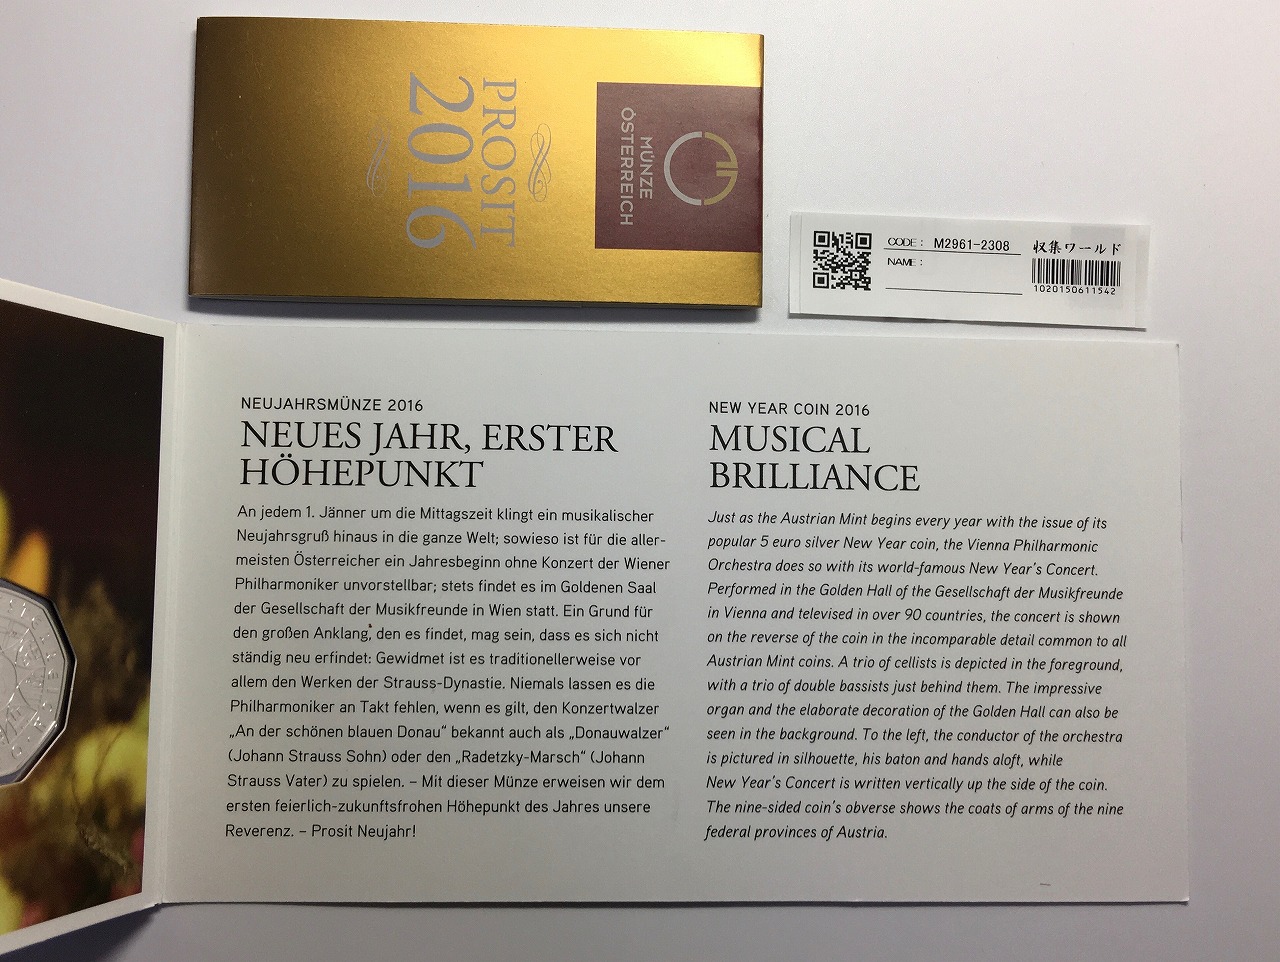 PROSIT
2016
MÜNZE
ÖSTERREICH
CODE: M2961-2308
NAME:
収集ワールド
1020150611542
NEUJAHRSMÜNZE 2016
NEUES JAHR, ERSTER
HÖHEPUNKT
An jedem 1. Jänner um die Mittagszeit klingt ein musikalischer
Neujahrsgruß hinaus in die ganze Welt; sowieso ist für die aller-
meisten Österreicher ein Jahresbeginn ohne Konzert der Wiener
Philharmoniker unvorstellbar; stets findet es im Goldenen Saal
der Gesellschaft der Musikfreunde in Wien statt. Ein Grund für
den großen Anklang, den es findet, mag sein, dass es sich nicht
ständig neu erfindet: Gewidmet ist es traditionellerweise vor
allem den Werken der Strauss-Dynastie. Niemals lassen es die
Philharmoniker an Takt fehlen, wenn es gilt, den Konzertwalzer
„An der schönen blauen Donau“ bekannt auch als „Donauwalzer“
(Johann Strauss Sohn) oder den „Radetzky-Marsch“ (Johann
Strauss Vater) zu spielen. – Mit dieser Münze erweisen wir dem
ersten feierlich-zukunftsfrohen Höhepunkt des Jahres unsere
Reverenz. – Prosit Neujahr!
NEW YEAR COIN 2016
MUSICAL
BRILLIANCE
Just as the Austrian Mint begins every year with the issue of its
popular 5 euro silver New Year coin, the Vienna Philharmonic
Orchestra does so with its world-famous New Year's Concert.
Performed in the Golden Hall of the Gesellschaft der Musikfreunde
in Vienna and televised in over 90 countries, the concert is shown
on the reverse of the coin in the incomparable detail common to all
Austrian Mint coins. A trio of cellists is depicted in the foreground,
with a trio of double bassists just behind them. The impressive
organ and the elaborate decoration of the Golden Hall can also be
seen in the background. To the left, the conductor of the orchestra
is pictured in silhouette, his baton and hands aloft, while
New Year's Concert is written vertically up the side of the coin.
The nine-sided coin's obverse shows the coats of arms of the nine
federal provinces of Austria.